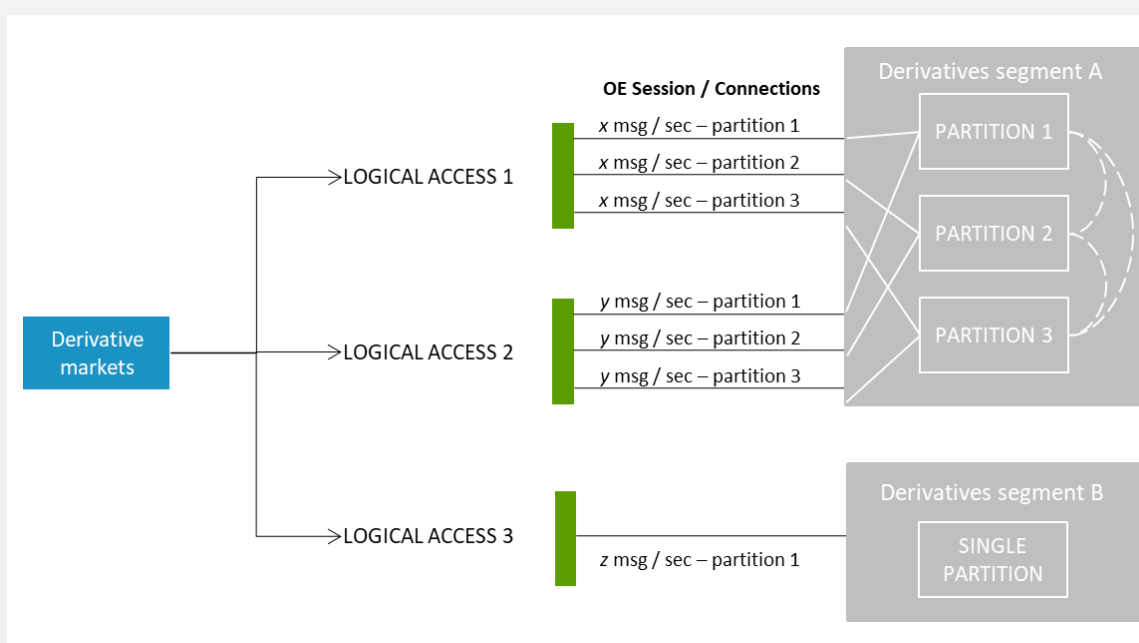 OE Session / Connections
Derivatives segment A
x msg / sec – partition 1
x msg / sec – partition 2
x msg / sec – partition 3
LOGICAL ACCESS 1
PARTITION 1
PARTITION 2
PARTITION 3
Derivative
markets
LOGICAL ACCESS 2
y msg / sec – partition 1
y msg / sec – partition 2
y msg / sec – partition 3
LOGICAL ACCESS 3
z msg / sec – partition 1
Derivatives segment B
SINGLE
PARTITION